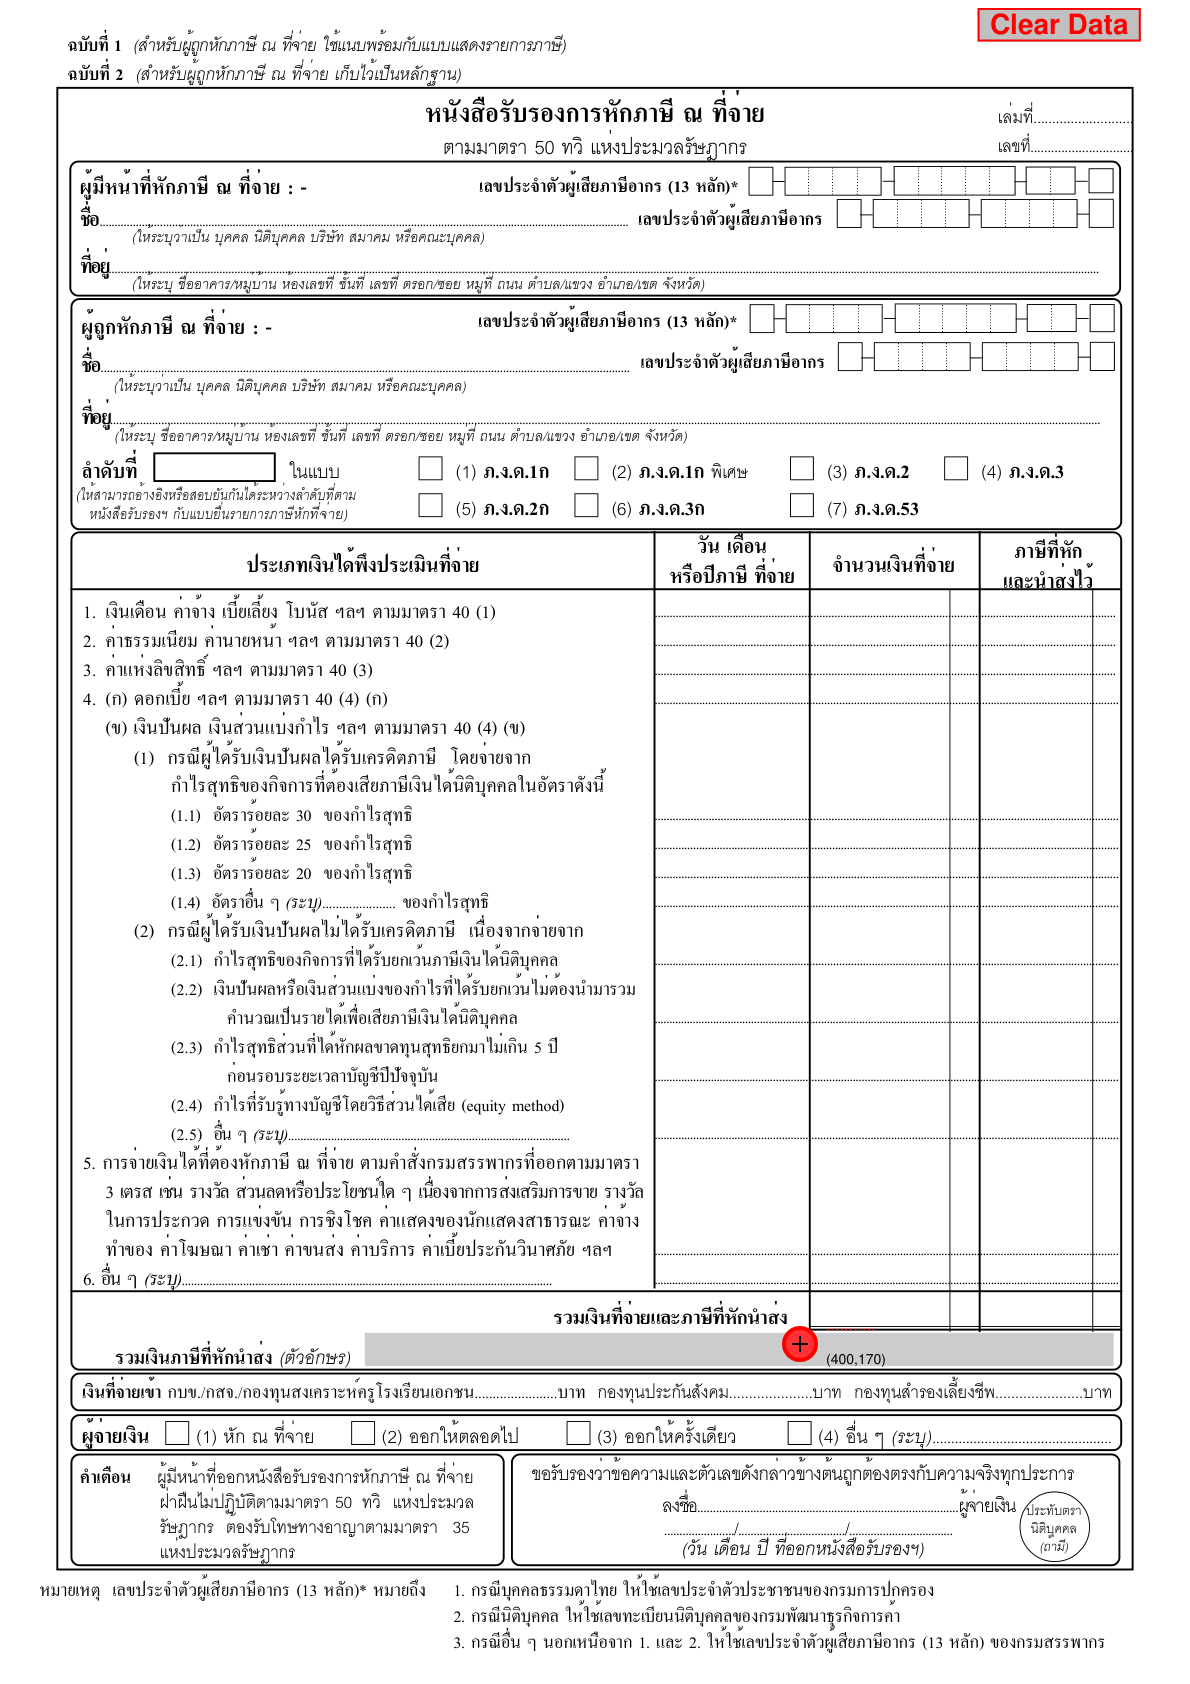 Clear Data
ฉบับที่ 1 (สำหรับผู้ถูกหักภาษี ณ ที่จ่าย ใช้แนบพร้อมกับแบบแสดงรายการภาษี)
ฉบับที่ 2 (สำหรับผู้ถูกหักภาษี ณ ที่จ่าย เก็บไว้เป็นหลักฐาน)
หนังสือรับรองการหักภาษี ณ ที่จ่าย
เล่มที่..........................
ตามมาตรา 50 ทวิ แห่งประมวลรัษฎากร
เลขที่..........................
ผู้มีหน้าที่หักภาษี ณ ที่จ่าย : - เลขประจำตัวผู้เสียภาษีอากร (13 หลัก)*
ชื่อ.......................... เลขประจำตัวผู้เสียภาษีอากร
(ให้ระบุว่าเป็น บุคคล นิติบุคคล บริษัท สมาคม หรือคณะบุคคล)
ที่อยู่..........................
(ให้ระบุ ชื่ออาคาร/หมู่บ้าน ห้องเลขที่ ชั้นที่ เลขที่ ตรอก/ซอย หมู่ที่ ถนน ตำบล/แขวง อำเภอ/เขต จังหวัด)
ผู้ถูกหักภาษี ณ ที่จ่าย : - เลขประจำตัวผู้เสียภาษีอากร (13 หลัก)*
ชื่อ.......................... เลขประจำตัวผู้เสียภาษีอากร
(ให้ระบุว่าเป็น บุคคล นิติบุคคล บริษัท สมาคม หรือคณะบุคคล)
ที่อยู่..........................
(ให้ระบุ ชื่ออาคาร/หมู่บ้าน ห้องเลขที่ ชั้นที่ เลขที่ ตรอก/ซอย หมู่ที่ ถนน ตำบล/แขวง อำเภอ/เขต จังหวัด)
ลำดับที่ ในแบบ (1) ภ.ง.ด.1ก (2) ภ.ง.ด.1ก พิเศษ (3) ภ.ง.ด.2 (4) ภ.ง.ด.3
(ให้สามารถอ้างอิงหรือสอบยันกันได้ระหว่างลำดับที่ตาม
หนังสือรับรองฯ กับแบบยื่นรายการภาษีหักที่จ่าย)
(5) ภ.ง.ด.2ก (6) ภ.ง.ด.3ก (7) ภ.ง.ด.53
ประเภทเงินได้พึงประเมินที่จ่าย
วัน เดือน
หรือปีภาษี ที่จ่าย
จำนวนเงินที่จ่าย
ภาษีที่หัก
และนำส่งไว้
1. เงินเดือน ค่าจ้าง เบี้ยเลี้ยง โบนัส ฯลฯ ตามมาตรา 40 (1)
2. ค่าธรรมเนียม ค่านายหน้า ฯลฯ ตามมาตรา 40 (2)
3. ค่าแห่งลิขสิทธิ์ ฯลฯ ตามมาตรา 40 (3)
4. (ก) ดอกเบี้ย ฯลฯ ตามมาตรา 40 (4) (ก)
(ข) เงินปันผล เงินส่วนแบ่งกำไร ฯลฯ ตามมาตรา 40 (4) (ข)
(1) กรณีผู้ได้รับเงินปันผลได้รับเครดิตภาษี โดยจ่ายจาก
กำไรสุทธิของกิจการที่ต้องเสียภาษีเงินได้นิติบุคคลในอัตราดังนี้
(1.1) อัตราร้อยละ 30 ของกำไรสุทธิ
(1.2) อัตราร้อยละ 25 ของกำไรสุทธิ
(1.3) อัตราร้อยละ 20 ของกำไรสุทธิ
(1.4) อัตราอื่น ๆ (ระบุ)...................... ของกำไรสุทธิ
(2) กรณีผู้ได้รับเงินปันผลไม่ได้รับเครดิตภาษี เนื่องจากจ่ายจาก
(2.1) กำไรสุทธิของกิจการที่ได้รับยกเว้นภาษีเงินได้นิติบุคคล
(2.2) เงินปันผลหรือเงินส่วนแบ่งของกำไรที่ได้รับยกเว้นไม่ต้องนำมารวม
คำนวณเป็นรายได้เพื่อเสียภาษีเงินได้นิติบุคคล
(2.3) กำไรสุทธิส่วนที่ได้หักผลขาดทุนสุทธิยกมาไม่เกิน 5 ปี
ก่อนรอบระยะเวลาบัญชีปีปัจจุบัน
(2.4) กำไรที่รับรู้ทางบัญชีโดยวิธีส่วนได้เสีย (equity method)
(2.5) อื่น ๆ (ระบุ)..........................
5. การจ่ายเงินได้ที่ต้องหักภาษี ณ ที่จ่าย ตามคำสั่งกรมสรรพากรที่ออกตามมาตรา
3 เตรส เช่น รางวัล ส่วนลดหรือประโยชน์ใด ๆ เนื่องจากการส่งเสริมการขาย รางวัล
ในการประกวด การแข่งขัน การชิงโชค ค่าแสดงของนักแสดงสาธารณะ ค่าจ้าง
ทำของ ค่าโฆษณา ค่าเช่า ค่าขนส่ง ค่าบริการ ค่าเบี้ยประกันวินาศภัย ฯลฯ
6. อื่น ๆ (ระบุ)..........................
รวมเงินที่จ่ายและภาษีที่หักนำส่ง
รวมเงินภาษีที่หักนำส่ง (ตัวอักษร) (400,170)
เงินที่จ่ายเข้า กบข./กสจ./กองทุนสงเคราะห์ครูโรงเรียนเอกชน......................บาท กองทุนประกันสังคม......................บาท กองทุนสำรองเลี้ยงชีพ......................บาท
ผู้จ่ายเงิน (1) หัก ณ ที่จ่าย (2) ออกให้ตลอดไป (3) ออกให้ครั้งเดียว (4) อื่น ๆ (ระบุ)..........................
คำเตือน ผู้มีหน้าที่ออกหนังสือรับรองการหักภาษี ณ ที่จ่าย
ฝ่าฝืนไม่ปฏิบัติตามมาตรา 50 ทวิ แห่งประมวล
รัษฎากร ต้องรับโทษทางอาญาตามมาตรา 35
แห่งประมวลรัษฎากร
ขอรับรองว่าข้อความและตัวเลขดังกล่าวข้างต้นถูกต้องตรงกับความจริงทุกประการ
ลงชื่อ..........................ผู้จ่ายเงิน
................/................/................
(วัน เดือน ปี ที่ออกหนังสือรับรองฯ)
ประทับตรา
นิติบุคคล
(ถ้ามี)
หมายเหตุ เลขประจำตัวผู้เสียภาษีอากร (13 หลัก)* หมายถึง 1. กรณีบุคคลธรรมดาไทย ให้ใช้เลขประจำตัวประชาชนของกรมการปกครอง
2. กรณีนิติบุคคล ให้ใช้เลขทะเบียนนิติบุคคลของกรมพัฒนาธุรกิจการค้า
3. กรณีอื่น ๆ นอกเหนือจาก 1. และ 2. ให้ใช้เลขประจำตัวผู้เสียภาษีอากร (13 หลัก) ของกรมสรรพากร